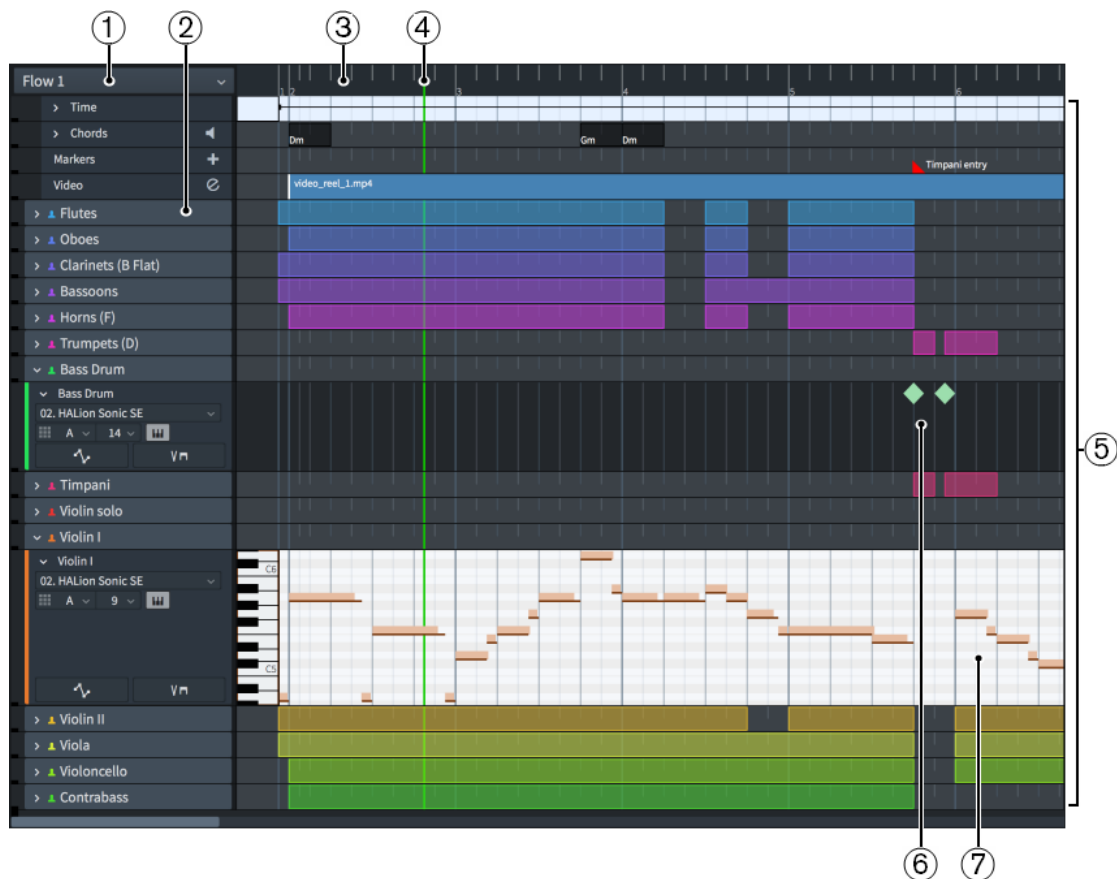 ① ② ③ ④
Flow 1
1 2 3 4 5 6
Time
Chords
Dm Gm Dm
Markers
Timpani entry
Video
video_reel_1.mp4
Flutes
Oboes
Clarinets (B Flat)
Bassoons
Horns (F)
Trumpets (D)
Bass Drum
Bass Drum
02. HALion Sonic SE
A 14
⑤
⑥
Timpani
Violin solo
Violin I
Violin I
C6
02. HALion Sonic SE
A 9
C5
Violin II
Viola
Violoncello
Contrabass
⑦